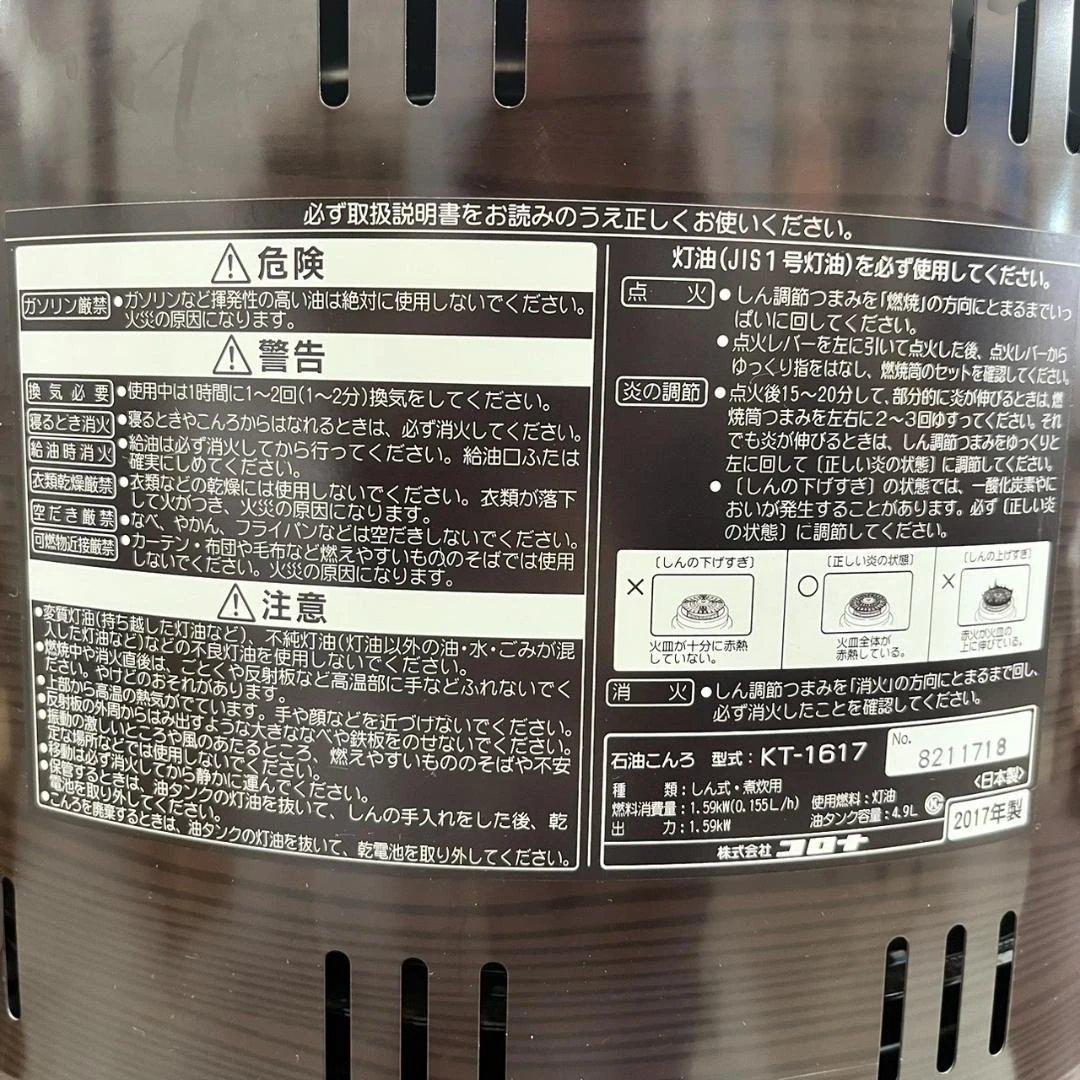 必ず取扱説明書をお読みのうえ正しくお使いください。
危険
ガソリン厳禁
●ガソリンなど揮発性の高い油は絶対に使用しないでください。
火災の原因になります。
警告
換気必要
●使用中は1時間に1〜2回(1〜2分)換気をしてください。
寝るとき消火
●寝るときやこんろからはなれるときは、必ず消火してください。
給油時消火
●給油は必ず消火してから行ってください。給油口ふたは
確実にしめてください。
衣類乾燥厳禁
●衣類などの乾燥には使用しないでください。衣類が落下
して火がつき、火災の原因になります。
空だき厳禁
●なべ、やかん、フライパンなどは空だきしないでください。
可燃物近接厳禁
●カーテン・布団や毛布など燃えやすいもののそばでは使用
しないでください。火災の原因になります。
注意
●変質灯油(持ち越した灯油など)、不純灯油(灯油以外の油・水・ごみが混
入した灯油など)などの不良灯油を使用しないでください。
●燃焼中や消火直後は、ごとくや反射板など高温部に手などふれないでく
ださい。やけどのおそれがあります。
●上部から高温の熱気がでています。手や顔などを近づけないでください。
●反射板の外周からはみ出すような大きななべや鉄板をのせないでください。
●振動の激しいところや風のあたるところ、燃えやすいもののそばや不安
定な場所などでは使用しないでください。
●移動は必ず消火してから静かに運んでください。
●保管するときは、油タンクの灯油を抜いて、しんの手入れをした後、乾
電池を取り外してください。
●こんろを廃棄するときは、油タンクの灯油を抜いて、乾電池を取り外してください。
灯油(JIS1号灯油)を必ず使用してください。
点火
●しん調節つまみを「燃焼」の方向にとまるまでいっ
ぱいに回してください。
●点火レバーを左に引いて点火した後、点火レバーから
ゆっくり指をはなし、燃焼筒のセットを確認してください。
炎の調節
●点火後15〜20分して、部分的に炎が伸びるときは、燃
焼筒つまみを左右に2〜3回ゆすってください。それ
でも炎が伸びるときは、しん調節つまみをゆっくりと
左に回して〔正しい炎の状態〕に調節してください。
●〔しんの下げすぎ〕の状態では、一酸化炭素やに
おいが発生することがあります。必ず〔正しい炎
の状態〕に調節してください。
×〔しんの下げすぎ〕
火皿が十分に赤熱
していない。
○〔正しい炎の状態〕
火皿全体が
赤熱している。
×〔しんの上げすぎ〕
赤火が火皿の
上に伸びている。
消火
●しん調節つまみを「消火」の方向にとまるまで回し、
必ず消火したことを確認してください。
石油こんろ 型式：KT-1617
No.
8211718
〈日本製〉
種類：しん式・煮炊用
燃料消費量：1.59kW(0.155L/h) 使用燃料：灯油
出力：1.59kW 油タンク容量：4.9L
2017年製
株式会社コロナ